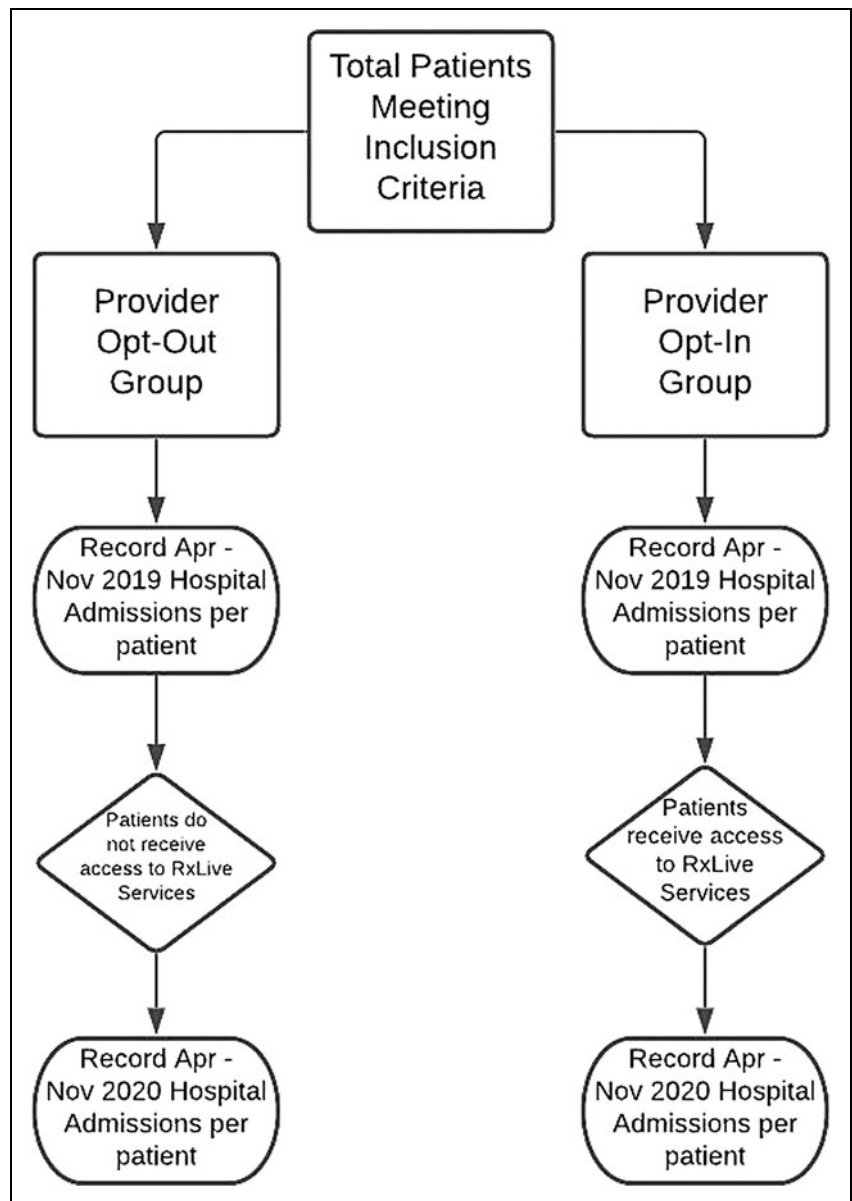 Total Patients
Meeting
Inclusion
Criteria
Provider
Opt-Out
Group
Provider
Opt-In
Group
Record Apr -
Nov 2019 Hospital
Admissions per
patient
Record Apr -
Nov 2019 Hospital
Admissions per
patient
Patients do
not receive
access to RxLive
Services
Patients
receive access
to RxLive
Services
Record Apr -
Nov 2020 Hospital
Admissions per
patient
Record Apr -
Nov 2020 Hospital
Admissions per
patient